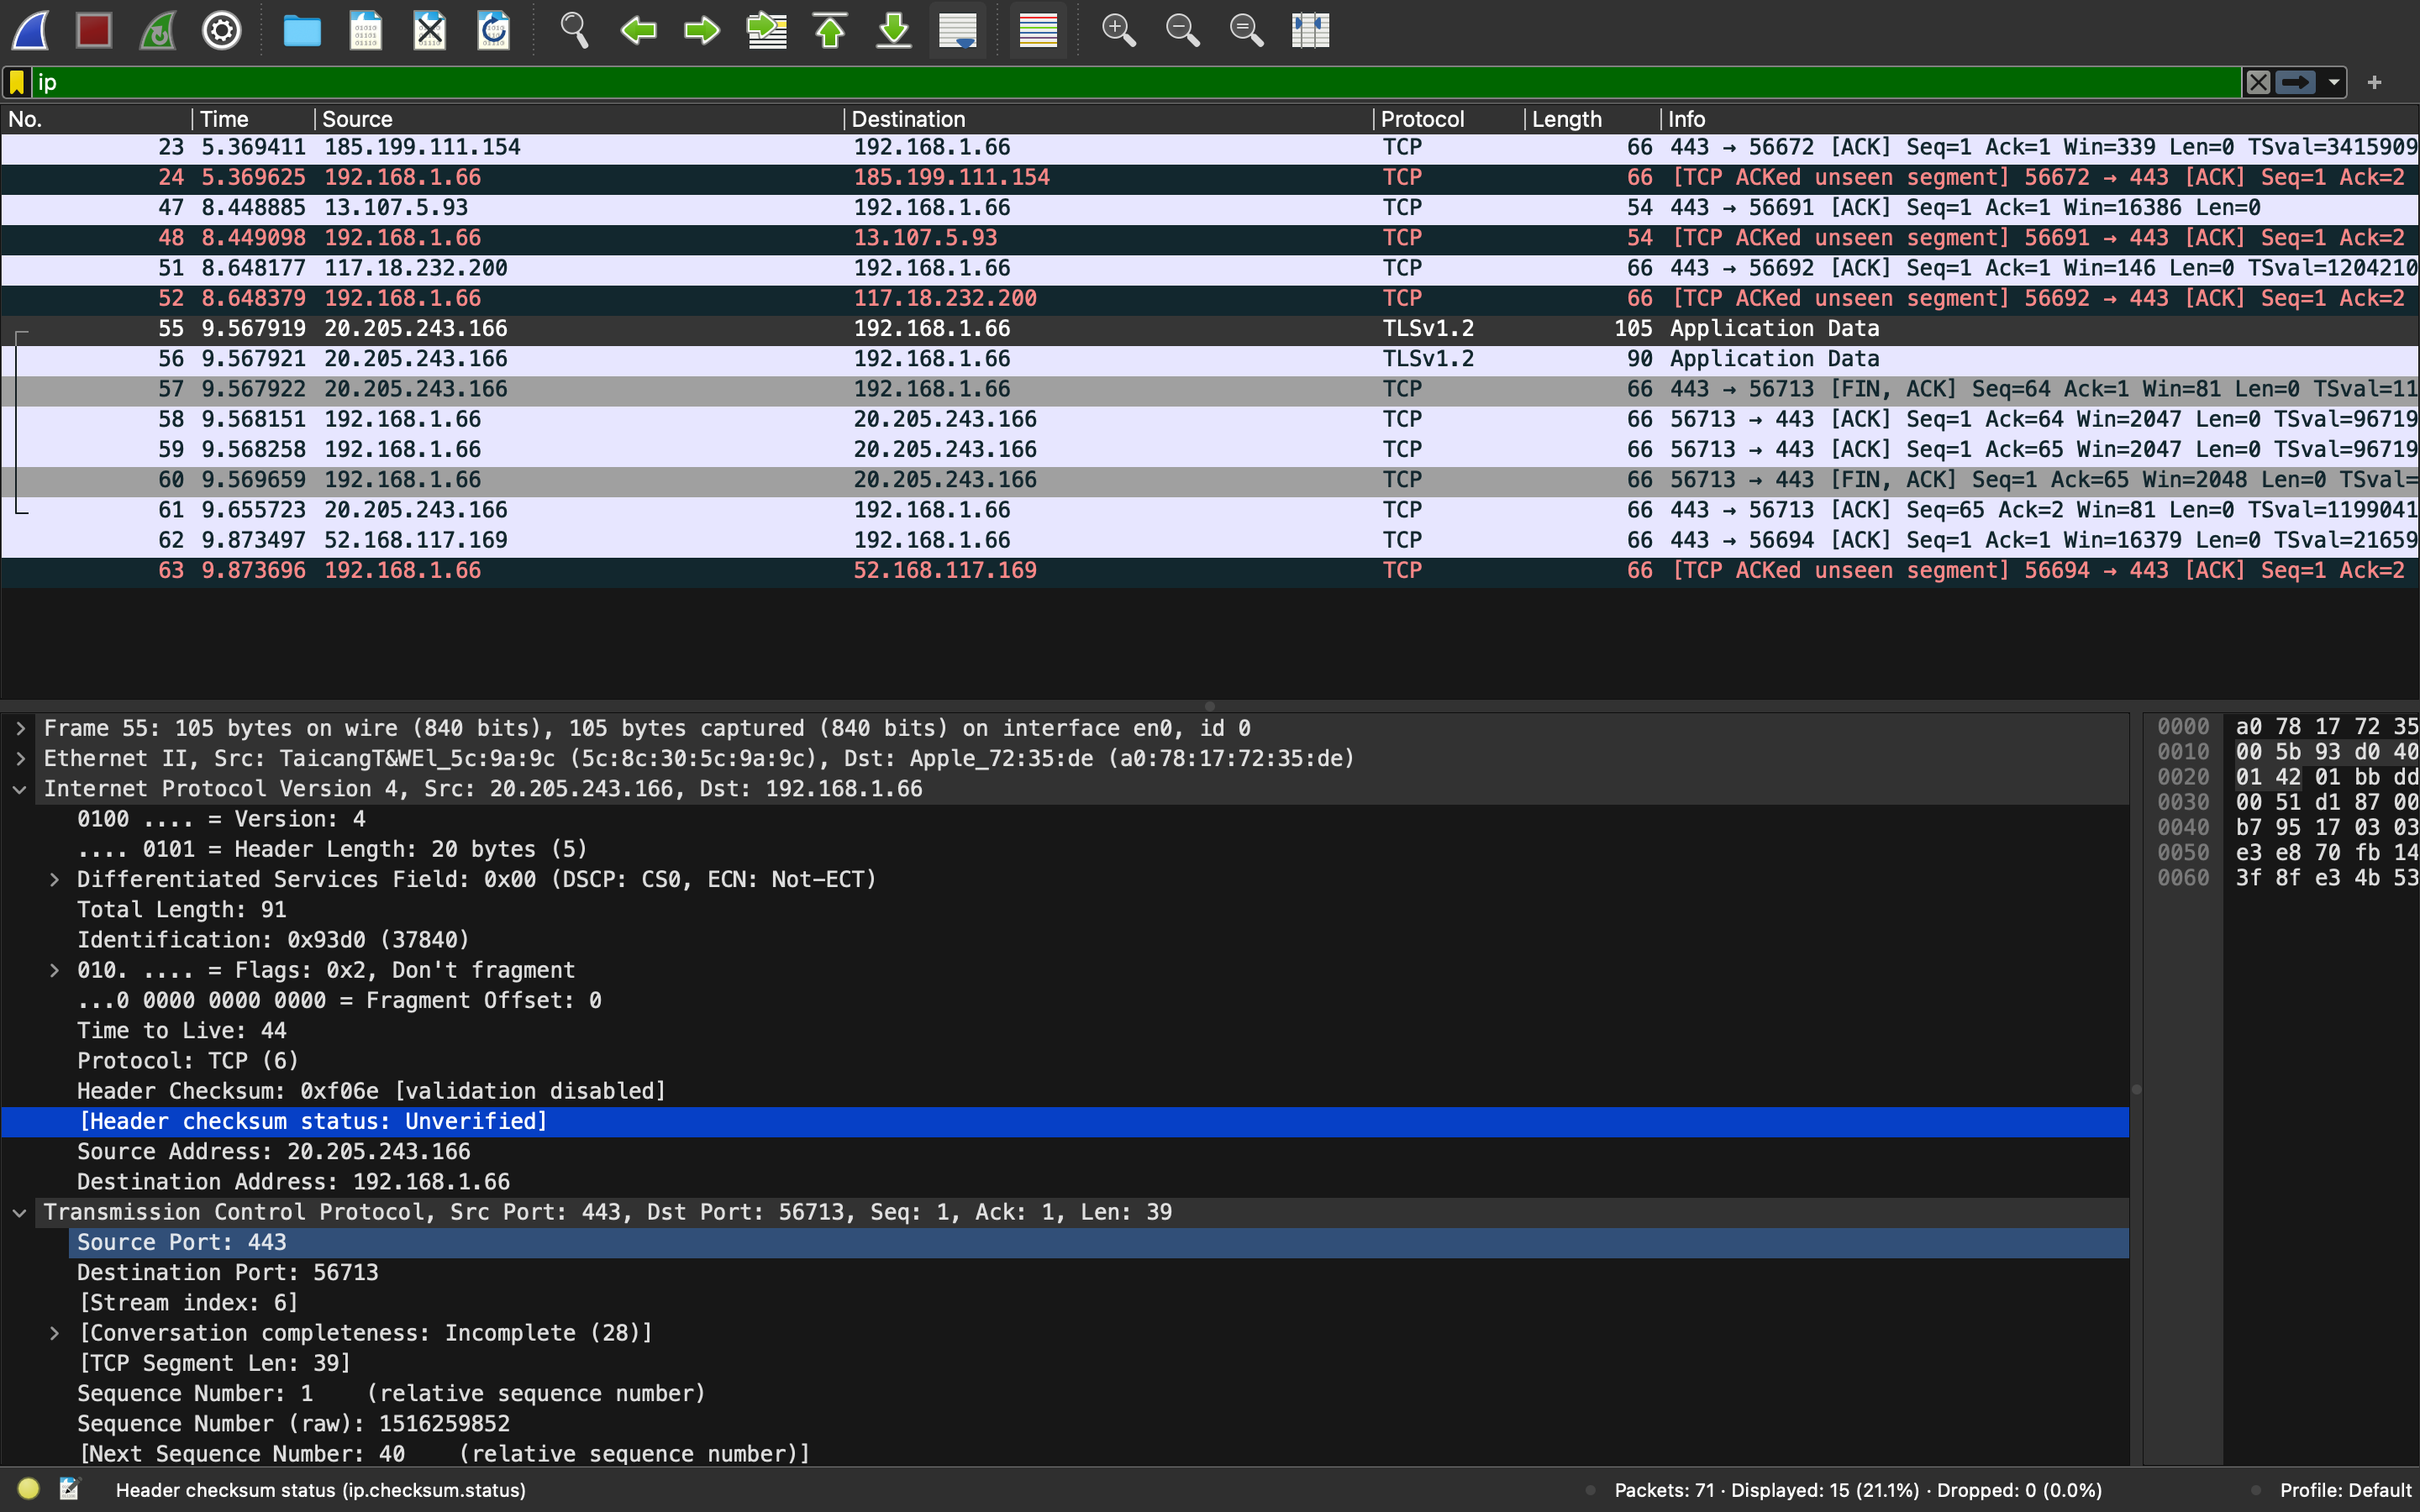 ip
No. Time Source Destination Protocol Length Info
23 5.369411 185.199.111.154 192.168.1.66 TCP 66 443 → 56672 [ACK] Seq=1 Ack=1 Win=339 Len=0 TSval=3415909
24 5.369625 192.168.1.66 185.199.111.154 TCP 66 [TCP ACKed unseen segment] 56672 → 443 [ACK] Seq=1 Ack=2
47 8.448885 13.107.5.93 192.168.1.66 TCP 54 443 → 56691 [ACK] Seq=1 Ack=1 Win=16386 Len=0
48 8.449098 192.168.1.66 13.107.5.93 TCP 54 [TCP ACKed unseen segment] 56691 → 443 [ACK] Seq=1 Ack=2
51 8.648177 117.18.232.200 192.168.1.66 TCP 66 443 → 56692 [ACK] Seq=1 Ack=1 Win=146 Len=0 TSval=1204210
52 8.648379 192.168.1.66 117.18.232.200 TCP 66 [TCP ACKed unseen segment] 56692 → 443 [ACK] Seq=1 Ack=2
55 9.567919 20.205.243.166 192.168.1.66 TLSv1.2 105 Application Data
56 9.567921 20.205.243.166 192.168.1.66 TLSv1.2 90 Application Data
57 9.567922 20.205.243.166 192.168.1.66 TCP 66 443 → 56713 [FIN, ACK] Seq=64 Ack=1 Win=81 Len=0 TSval=11
58 9.568151 192.168.1.66 20.205.243.166 TCP 66 56713 → 443 [ACK] Seq=1 Ack=64 Win=2047 Len=0 TSval=96719
59 9.568258 192.168.1.66 20.205.243.166 TCP 66 56713 → 443 [ACK] Seq=1 Ack=65 Win=2047 Len=0 TSval=96719
60 9.569659 192.168.1.66 20.205.243.166 TCP 66 56713 → 443 [FIN, ACK] Seq=1 Ack=65 Win=2048 Len=0 TSval=
61 9.655723 20.205.243.166 192.168.1.66 TCP 66 443 → 56713 [ACK] Seq=65 Ack=2 Win=81 Len=0 TSval=1199041
62 9.873497 52.168.117.169 192.168.1.66 TCP 66 443 → 56694 [ACK] Seq=1 Ack=1 Win=16379 Len=0 TSval=21659
63 9.873696 192.168.1.66 52.168.117.169 TCP 66 [TCP ACKed unseen segment] 56694 → 443 [ACK] Seq=1 Ack=2
Frame 55: 105 bytes on wire (840 bits), 105 bytes captured (840 bits) on interface en0, id 0
Ethernet II, Src: TaicangT&WEl_5c:9a:9c (5c:8c:30:5c:9a:9c), Dst: Apple_72:35:de (a0:78:17:72:35:de)
Internet Protocol Version 4, Src: 20.205.243.166, Dst: 192.168.1.66
0100 .... = Version: 4
.... 0101 = Header Length: 20 bytes (5)
Differentiated Services Field: 0x00 (DSCP: CS0, ECN: Not-ECT)
Total Length: 91
Identification: 0x93d0 (37840)
010. .... = Flags: 0x2, Don't fragment
...0 0000 0000 0000 = Fragment Offset: 0
Time to Live: 44
Protocol: TCP (6)
Header Checksum: 0xf06e [validation disabled]
[Header checksum status: Unverified]
Source Address: 20.205.243.166
Destination Address: 192.168.1.66
Transmission Control Protocol, Src Port: 443, Dst Port: 56713, Seq: 1, Ack: 1, Len: 39
Source Port: 443
Destination Port: 56713
[Stream index: 6]
[Conversation completeness: Incomplete (28)]
[TCP Segment Len: 39]
Sequence Number: 1    (relative sequence number)
Sequence Number (raw): 1516259852
[Next Sequence Number: 40    (relative sequence number)]
0000 a0 78 17 72 35
0010 00 5b 93 d0 40
0020 01 42 01 bb dd
0030 00 51 d1 87 00
0040 b7 95 17 03 03
0050 e3 e8 70 fb 14
0060 3f 8f e3 4b 53
Header checksum status (ip.checksum.status)
Packets: 71 · Displayed: 15 (21.1%) · Dropped: 0 (0.0%)
Profile: Default